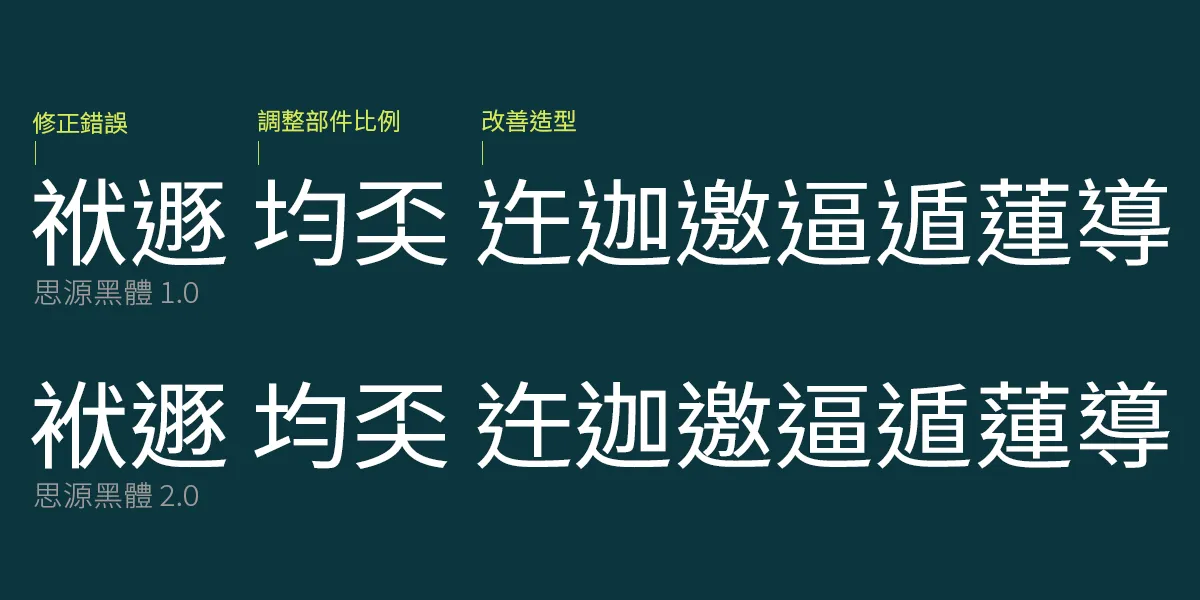 修正錯誤 調整部件比例 改善造型
袱遯 均奀 迕迦邀逼遁蓮導
思源黑體 1.0
袱遯 均奀 迕迦邀逼遁蓮導
思源黑體 2.0